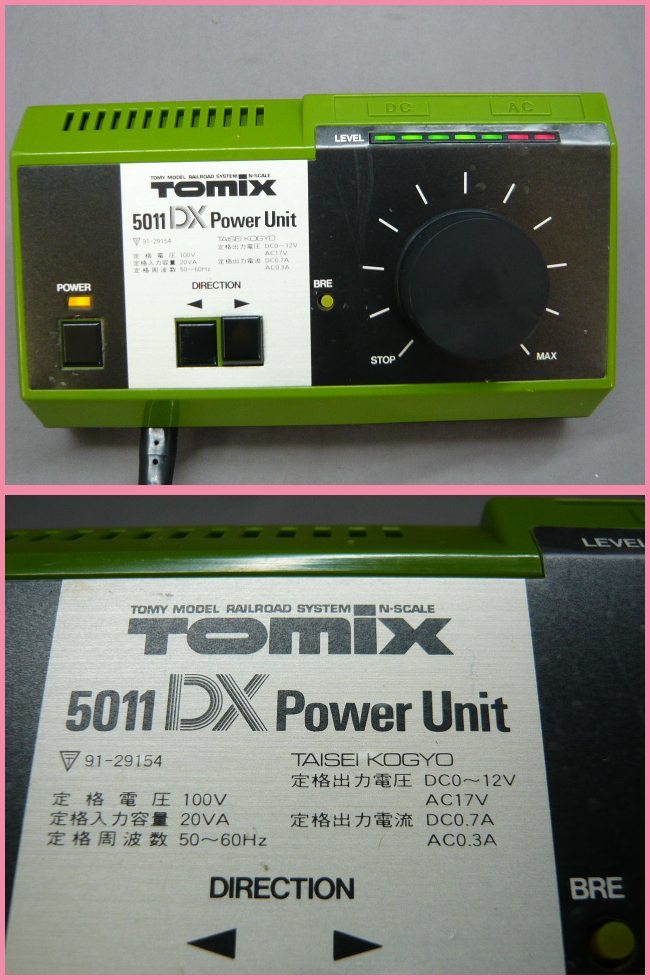 DC AC
LEVEL
TOMY MODEL RAILROAD SYSTEM N-SCALE
TOMIX
5011 DX Power Unit
91-29154
TAISEI KOGYO
定格電圧 100V
定格入力容量 20VA
定格周波数 50~60Hz
定格出力電圧 DC0~12V
AC17V
定格出力電流 DC0.7A
AC0.3A
POWER
DIRECTION
BRE
STOP
MAX
LEVEL
TOMY MODEL RAILROAD SYSTEM N-SCALE
TOMIX
5011 DX Power Unit
T 91-29154
TAISEI KOGYO
定格電圧 100V
定格入力容量 20VA
定格周波数 50~60Hz
定格出力電圧 DC0~12V
AC17V
定格出力電流 DC0.7A
AC0.3A
DIRECTION
BRE